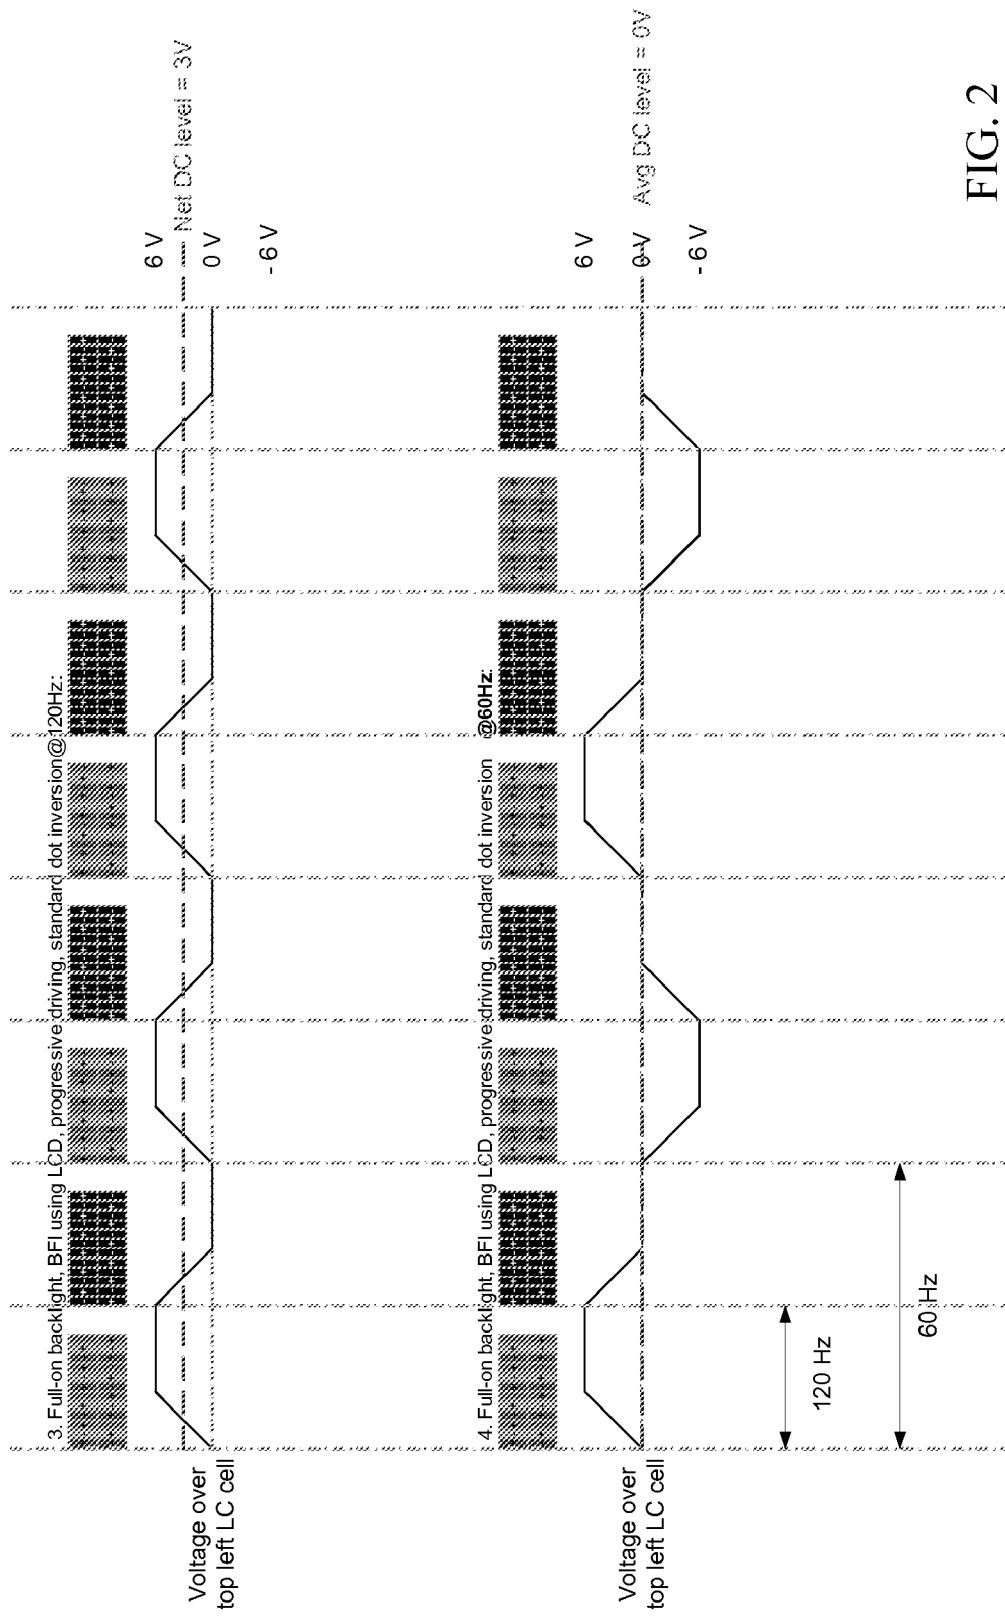 3. Full-on backlight, BFI using LCD, progressive driving, standard dot inversion@120Hz:
Voltage over
top left LC cell
6 V
Net DC level = 3V
0 V
- 6 V
4. Full-on backlight, BFI using LCD, progressive driving, standard dot inversion @60Hz:
Voltage over
top left LC cell
6 V
0 V
Avg DC level = 0V
- 6 V
120 Hz
60 Hz
FIG. 2